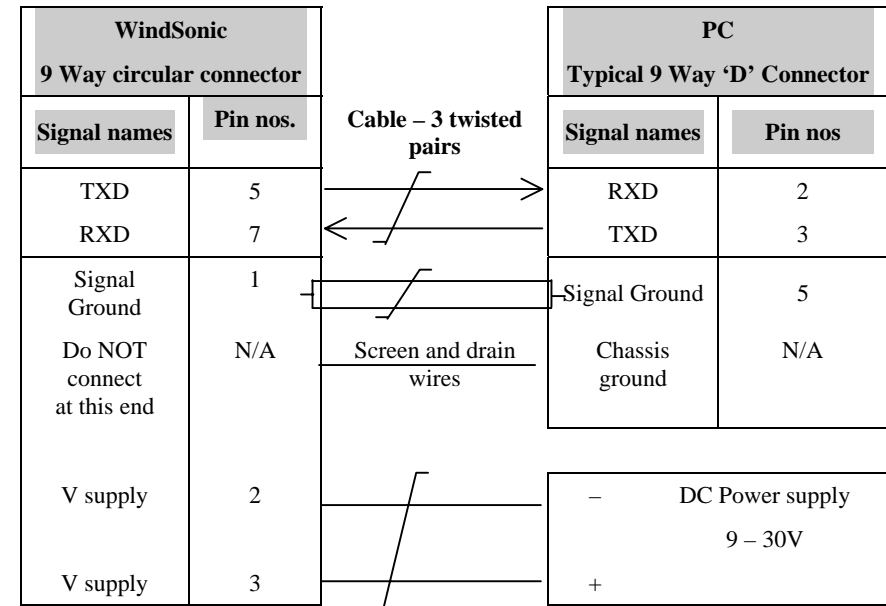 WindSonic
9 Way circular connector
PC
Typical 9 Way ‘D’ Connector
Signal names
Pin nos.
Cable – 3 twisted
pairs
Signal names
Pin nos
TXD
5
RXD
2
RXD
7
TXD
3
Signal
Ground
1
Signal Ground
5
Do NOT
connect
at this end
N/A
Screen and drain
wires
Chassis
ground
N/A
V supply
2
– DC Power supply
9 – 30V
V supply
3
+